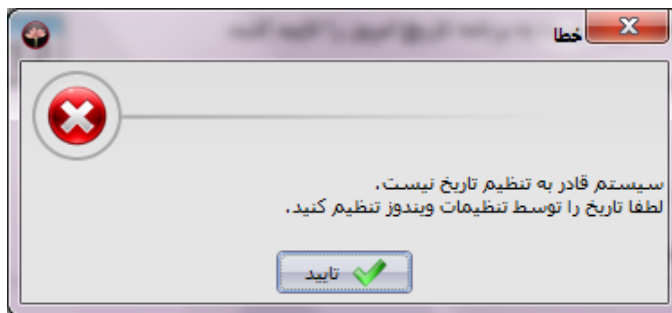 خطا
سیستم قادر به تنظیم تاریخ نیست.
لطفا تاریخ را توسط تنظیمات ویندوز تنظیم کنید.
تایید